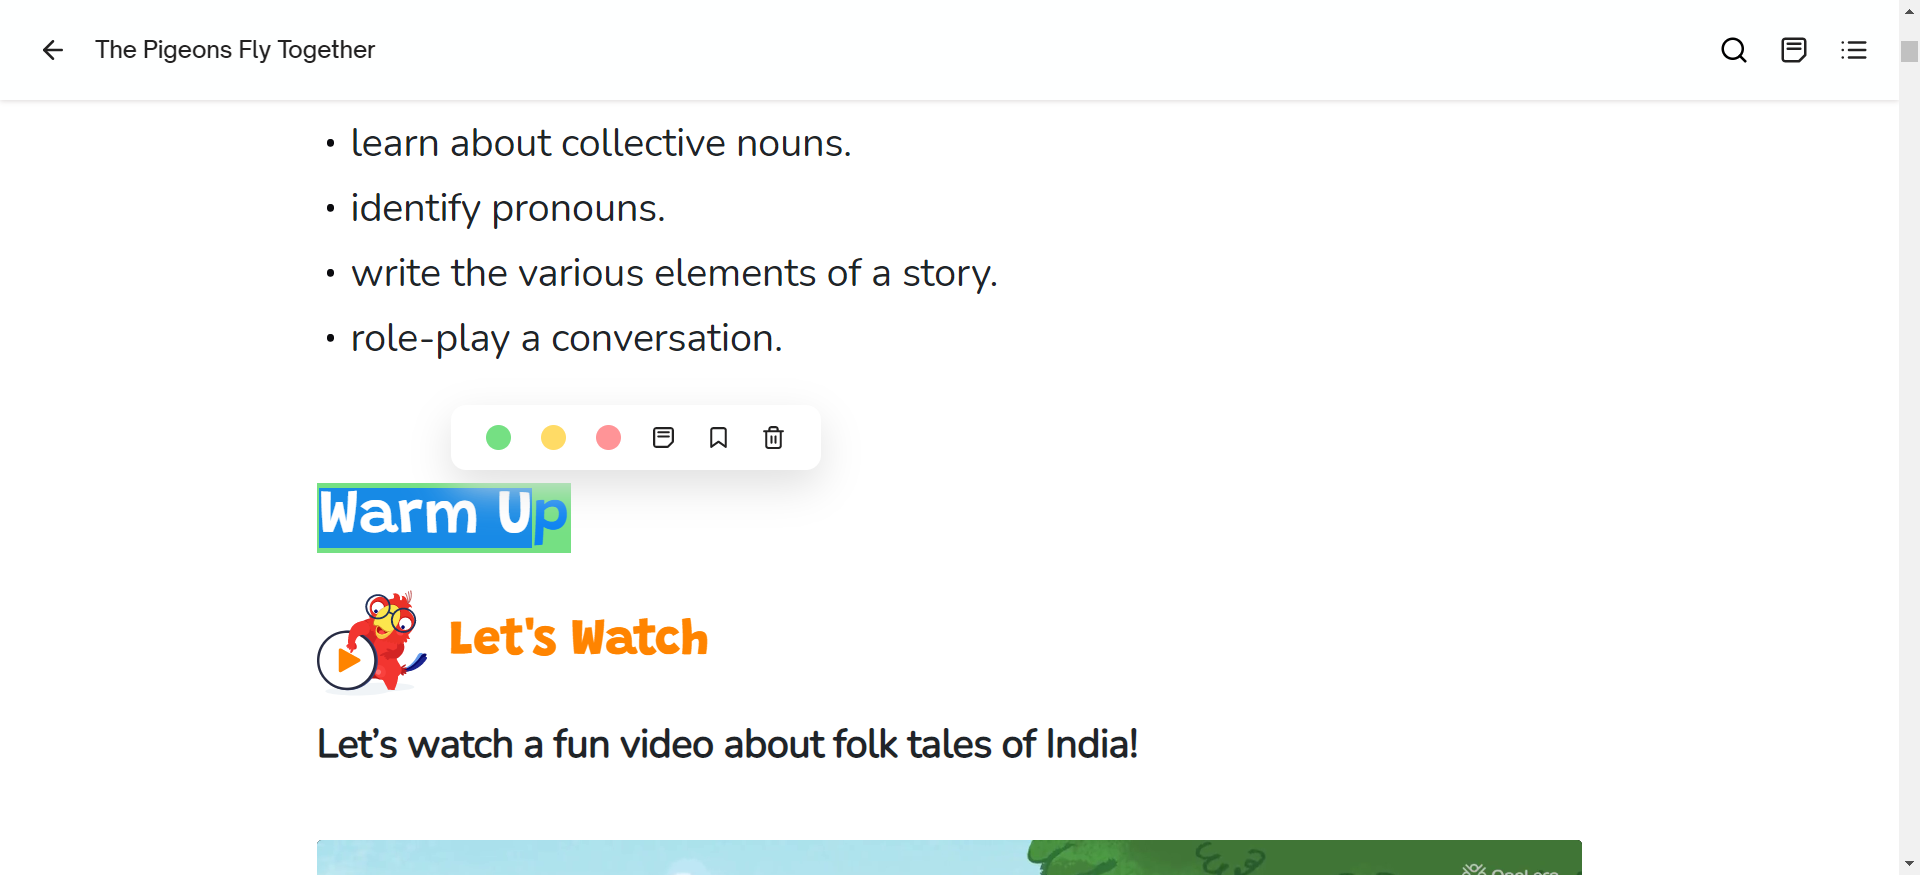 The Pigeons Fly Together
• learn about collective nouns.
• identify pronouns.
• write the various elements of a story.
• role-play a conversation.
Warm Up
Let's Watch
Let’s watch a fun video about folk tales of India!